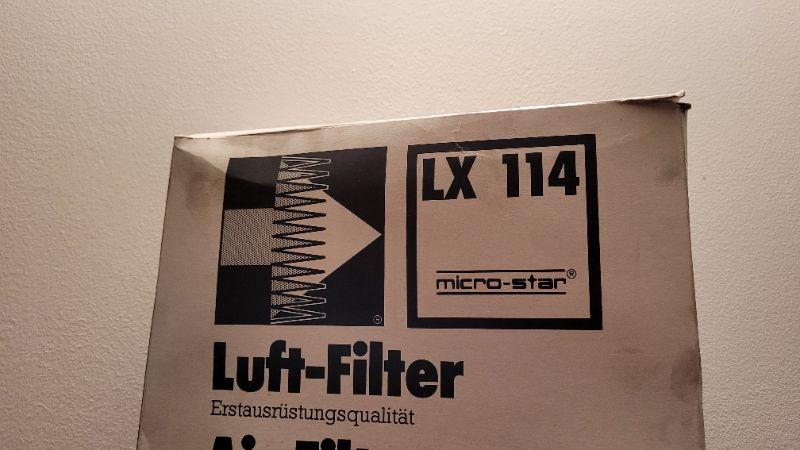 LX 114
micro-star®
Luft-Filter
Erstausrüstungsqualität